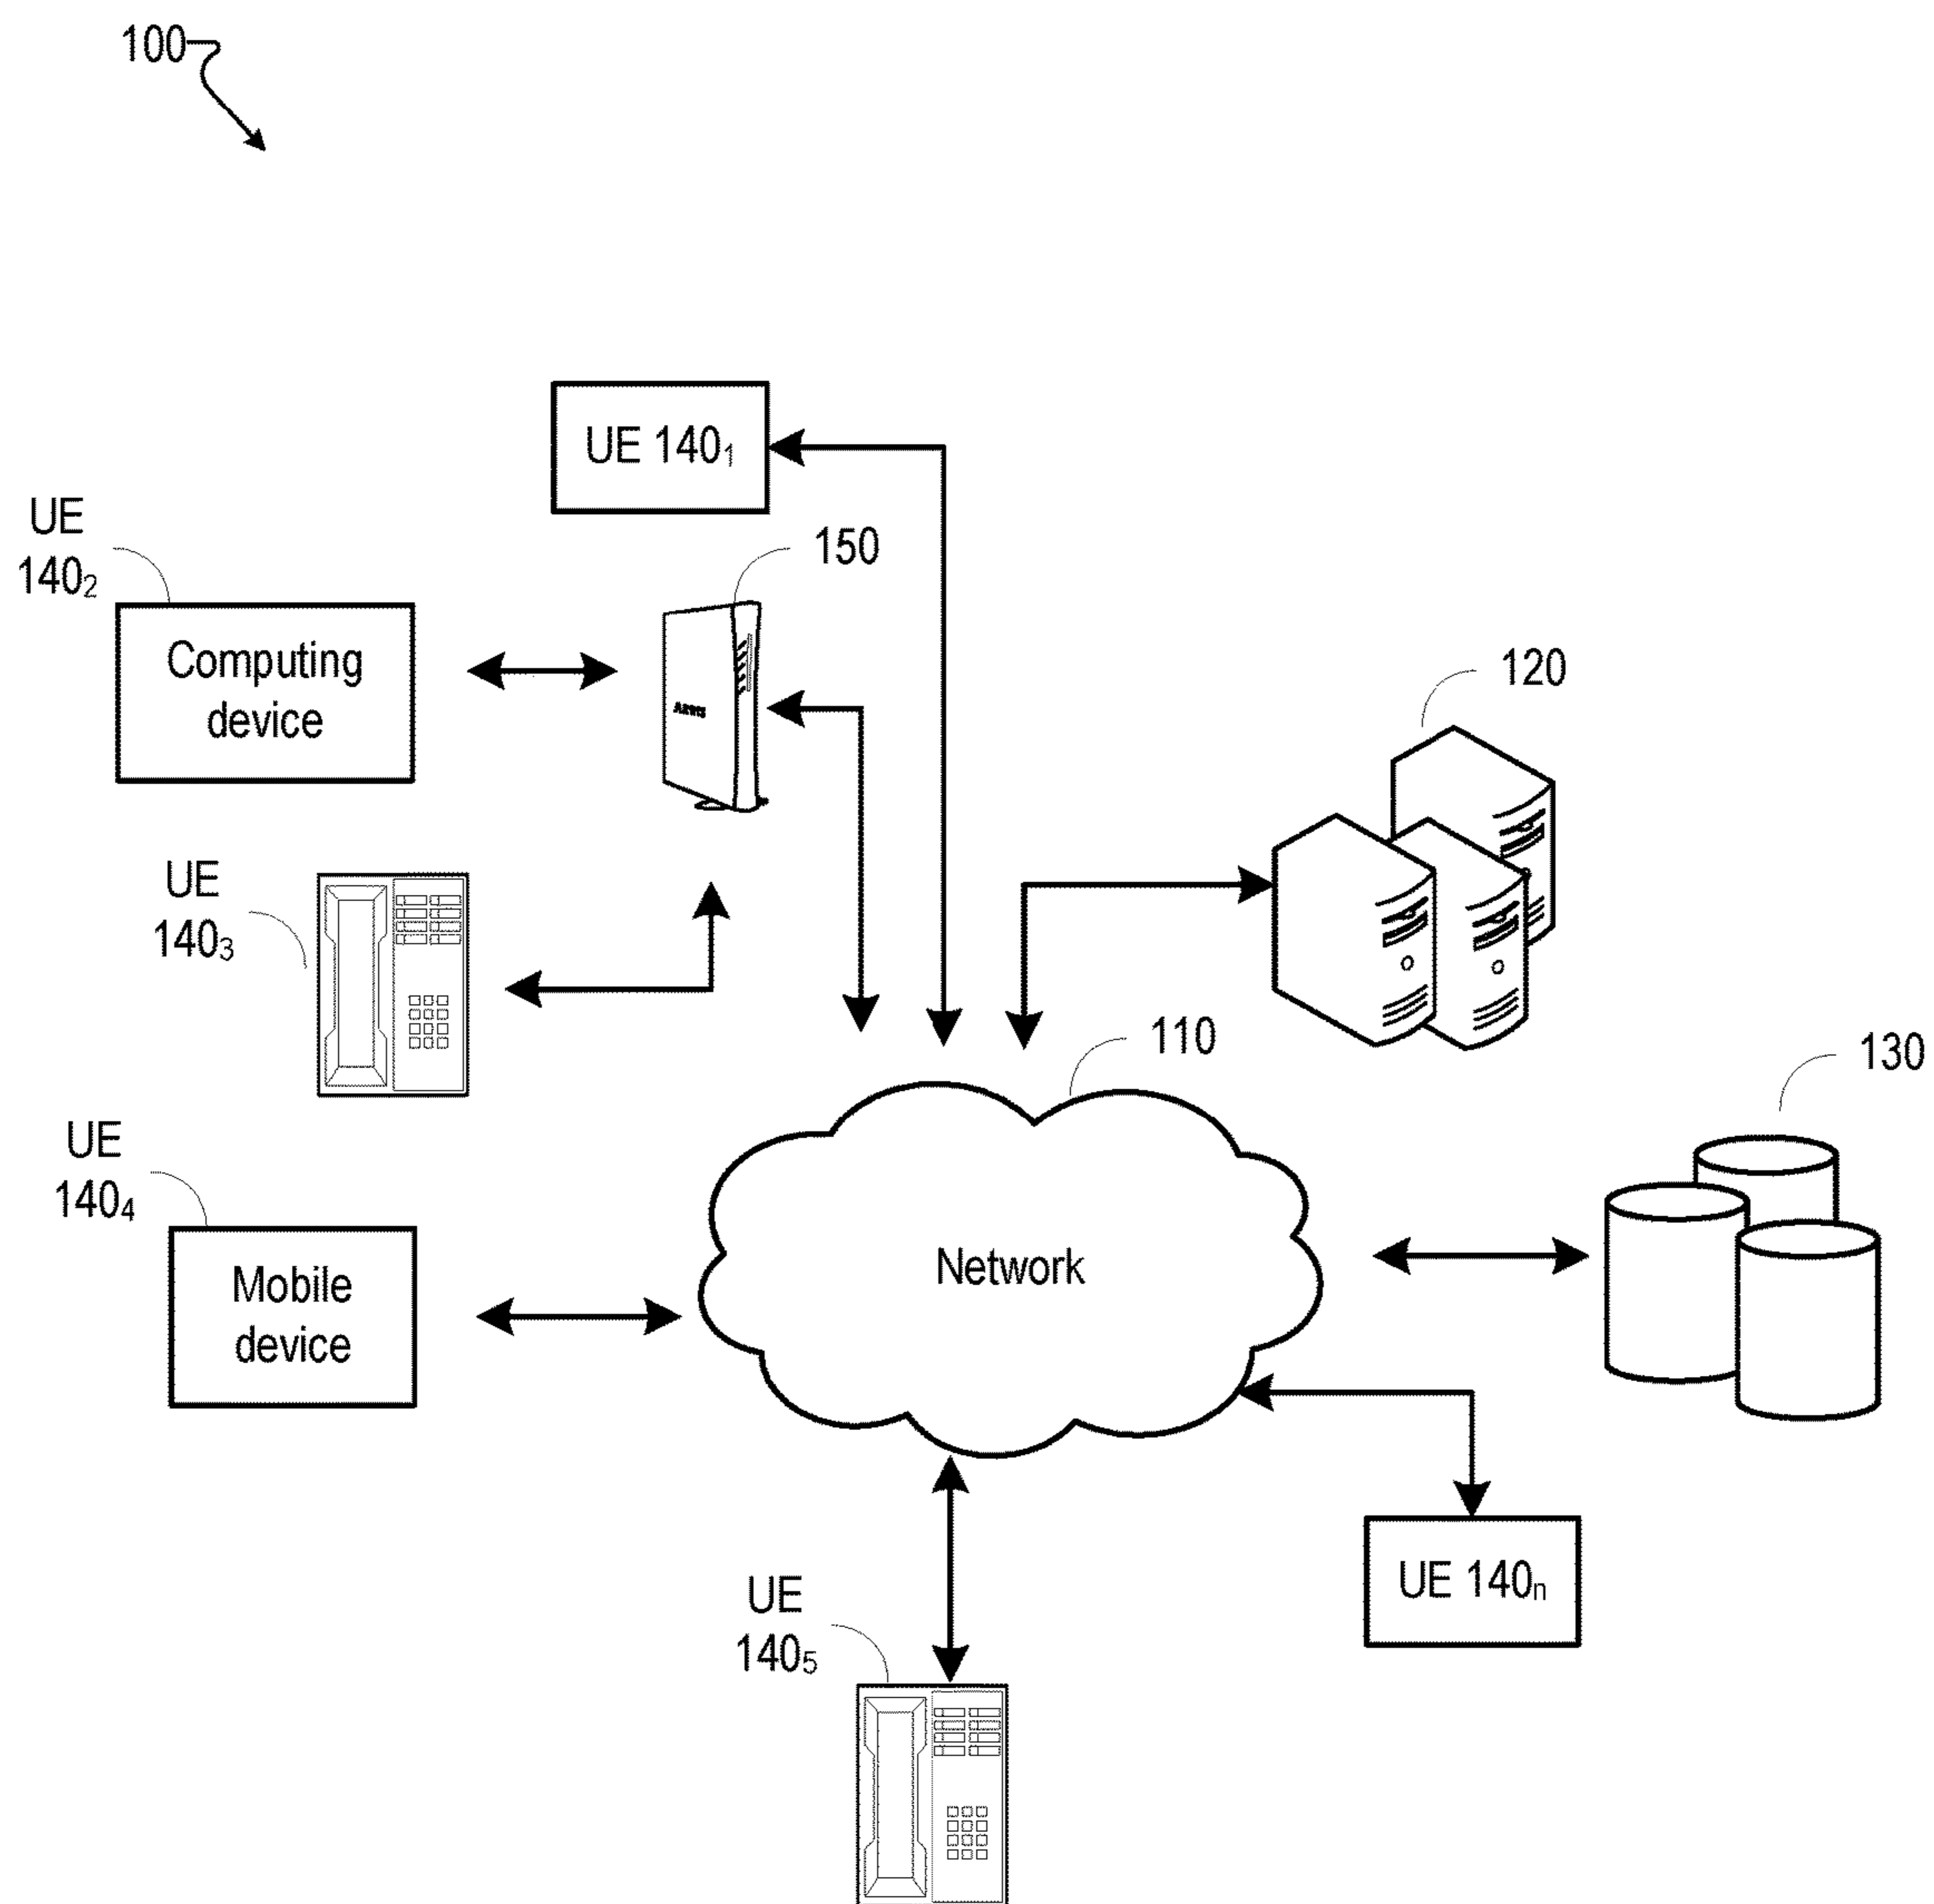 100
UE 140₁
150
UE
140₂
Computing
device
120
UE
140₃
ARRIS
110
130
UE
140₄
Mobile
device
Network
UE 140ₙ
UE
140₅